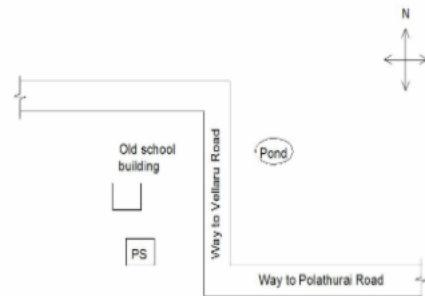 N
Old school
building
Way to Vellaru Road
Pond
PS
Way to Polathurai Road